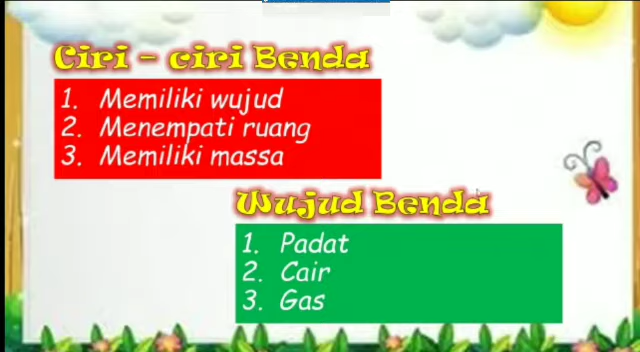 Ciri - ciri Benda
1. Memiliki wujud
2. Menempati ruang
3. Memiliki massa
Wujud Benda
1. Padat
2. Cair
3. Gas